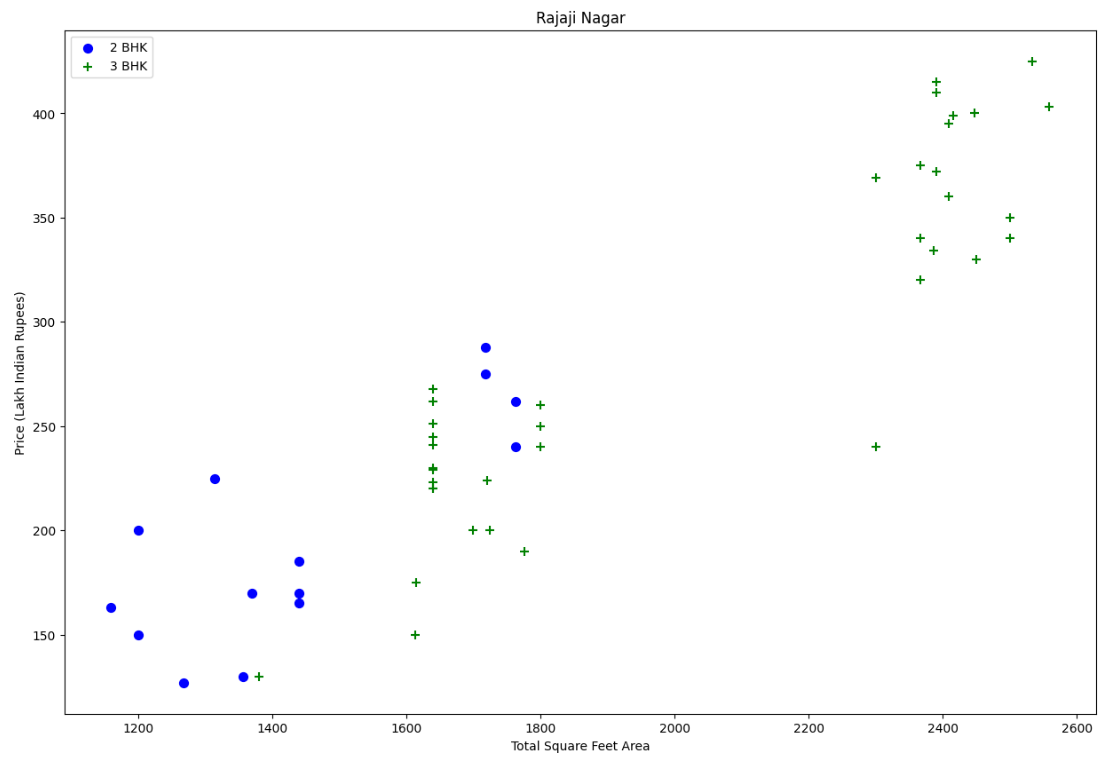 Rajaji Nagar
2 BHK
3 BHK
Price (Lakh Indian Rupees)
400
350
300
250
200
150
1200 1400 1600 1800 2000 2200 2400 2600
Total Square Feet Area